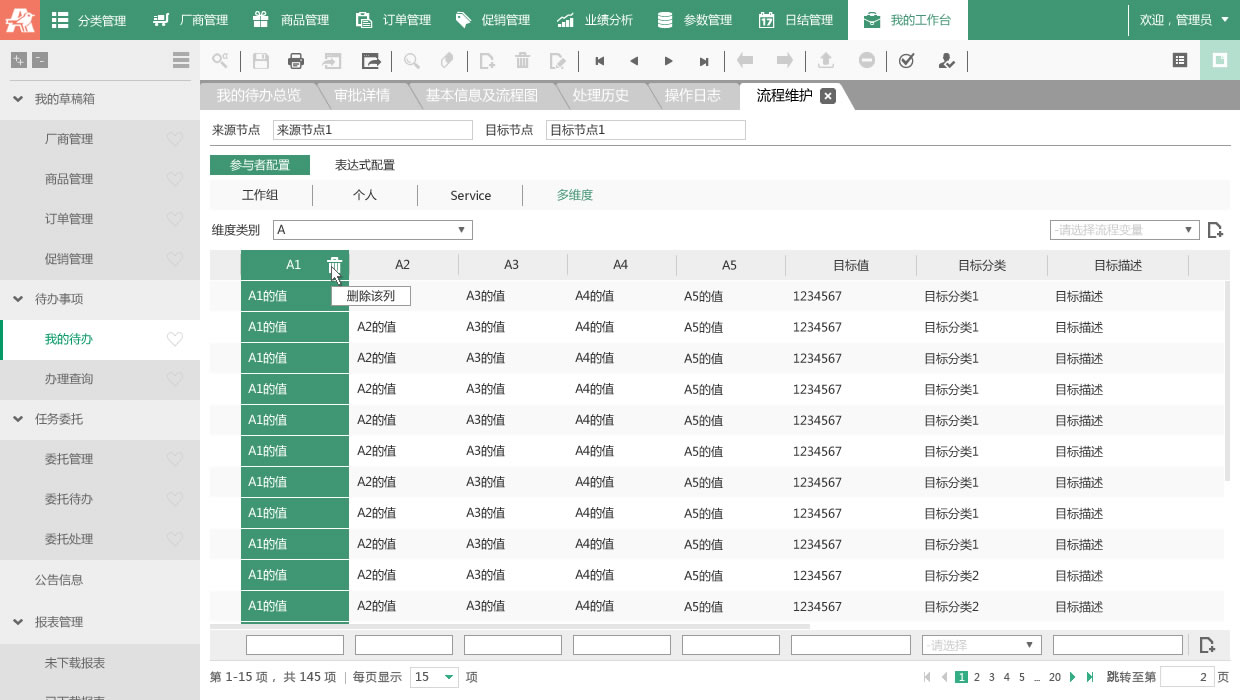 分类管理 厂商管理 商品管理 订单管理 促销管理 业绩分析 参数管理 日结管理 我的工作台 欢迎，管理员
我的草稿箱
厂商管理
商品管理
订单管理
促销管理
待办事项
我的待办
办理查询
任务委托
委托管理
委托待办
委托处理
公告信息
报表管理
未下载报表
我的待办总览 审批详情 基本信息及流程图 处理历史 操作日志 流程维护
来源节点 来源节点1 目标节点 目标节点1
参与者配置 表达式配置
工作组 个人 Service 多维度
维度类别 A -请选择流程变量
A1 A2 A3 A4 A5 目标值 目标分类 目标描述
删除该列
A1的值 A3的值 A4的值 A5的值 1234567 目标分类1 目标描述
A1的值 A2的值 A3的值 A4的值 A5的值 1234567 目标分类1 目标描述
A1的值 A2的值 A3的值 A4的值 A5的值 1234567 目标分类1 目标描述
A1的值 A2的值 A3的值 A4的值 A5的值 1234567 目标分类1 目标描述
A1的值 A2的值 A3的值 A4的值 A5的值 1234567 目标分类1 目标描述
A1的值 A2的值 A3的值 A4的值 A5的值 1234567 目标分类1 目标描述
A1的值 A2的值 A3的值 A4的值 A5的值 1234567 目标分类1 目标描述
A1的值 A2的值 A3的值 A4的值 A5的值 1234567 目标分类1 目标描述
A1的值 A2的值 A3的值 A4的值 A5的值 1234567 目标分类1 目标描述
A1的值 A2的值 A3的值 A4的值 A5的值 1234567 目标分类2 目标描述
A1的值 A2的值 A3的值 A4的值 A5的值 1234567 目标分类2 目标描述
-请选择
第 1-15 项，共 145 项 | 每页显示 15 项 1 2 3 4 5 ... 20 跳转至第 2 页